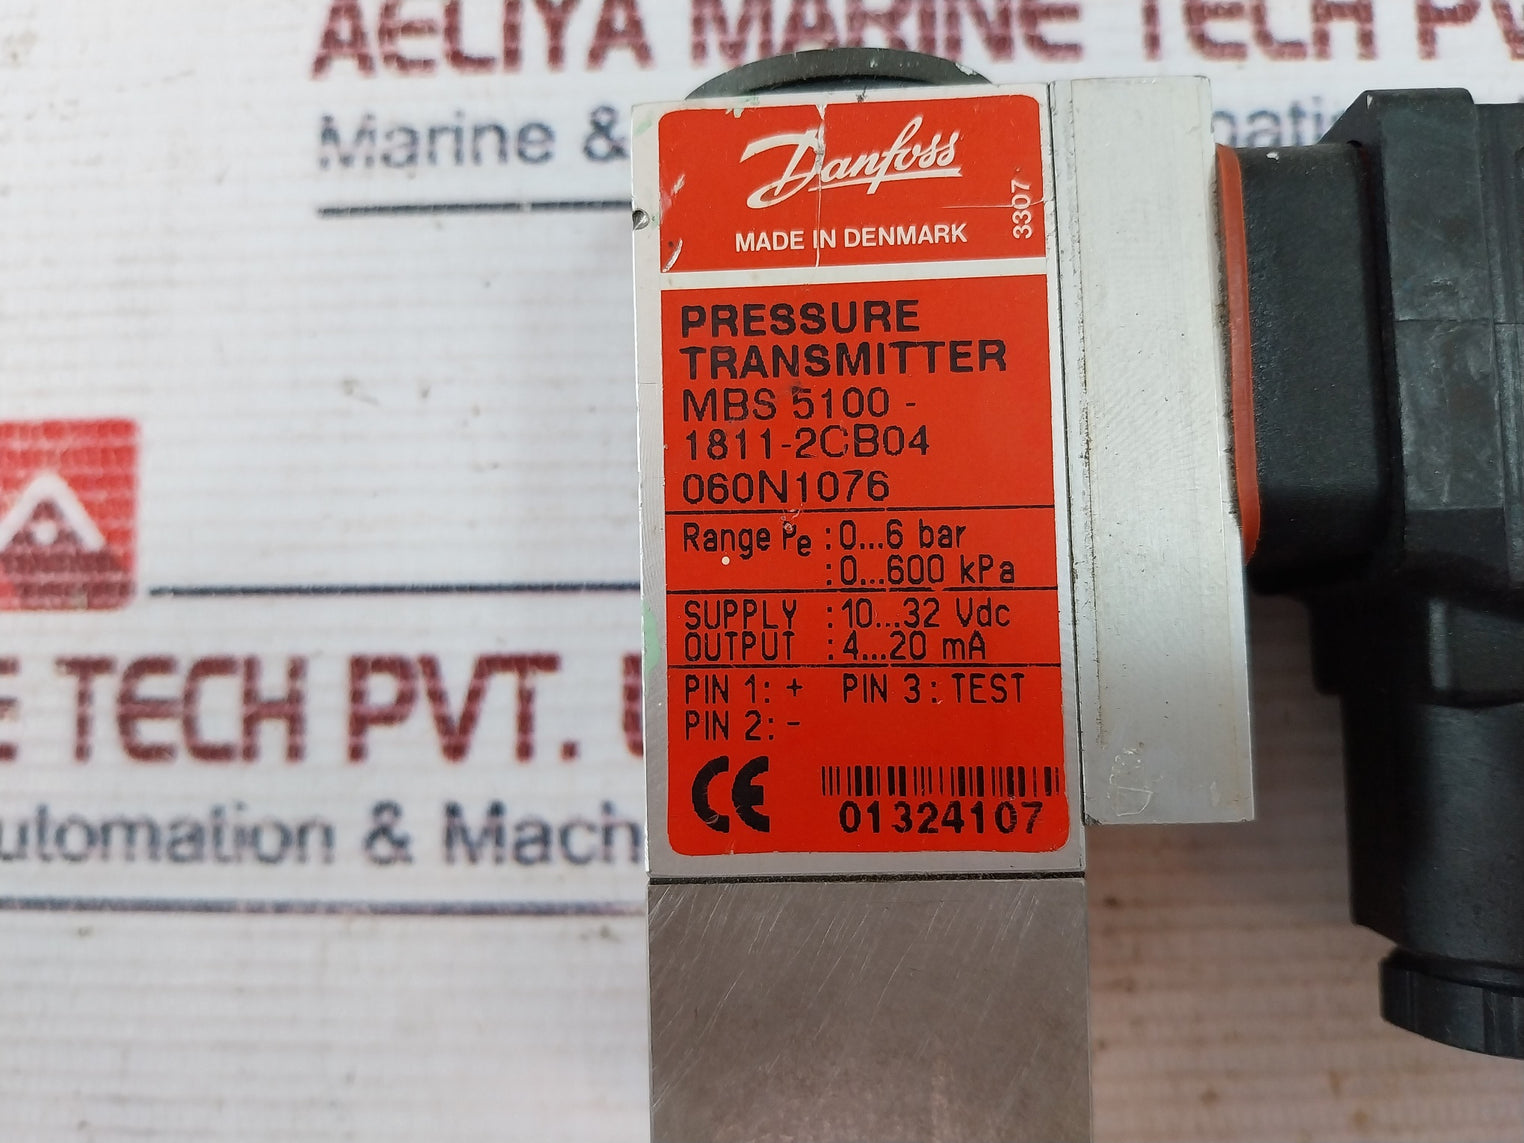 AELIYA MARINE TECH PV
Marine &
Danfoss
MADE IN DENMARK
3307
PRESSURE
TRANSMITTER
MBS 5100 -
1811-2CB04
060N1076
Range Pe : 0...6 bar
: 0...600 kPa
SUPPLY : 10...32 Vdc
OUTPUT : 4...20 mA
PIN 1: + PIN 3: TEST
PIN 2: -
CE
01324107
E TECH PVT.
utomation & Mach